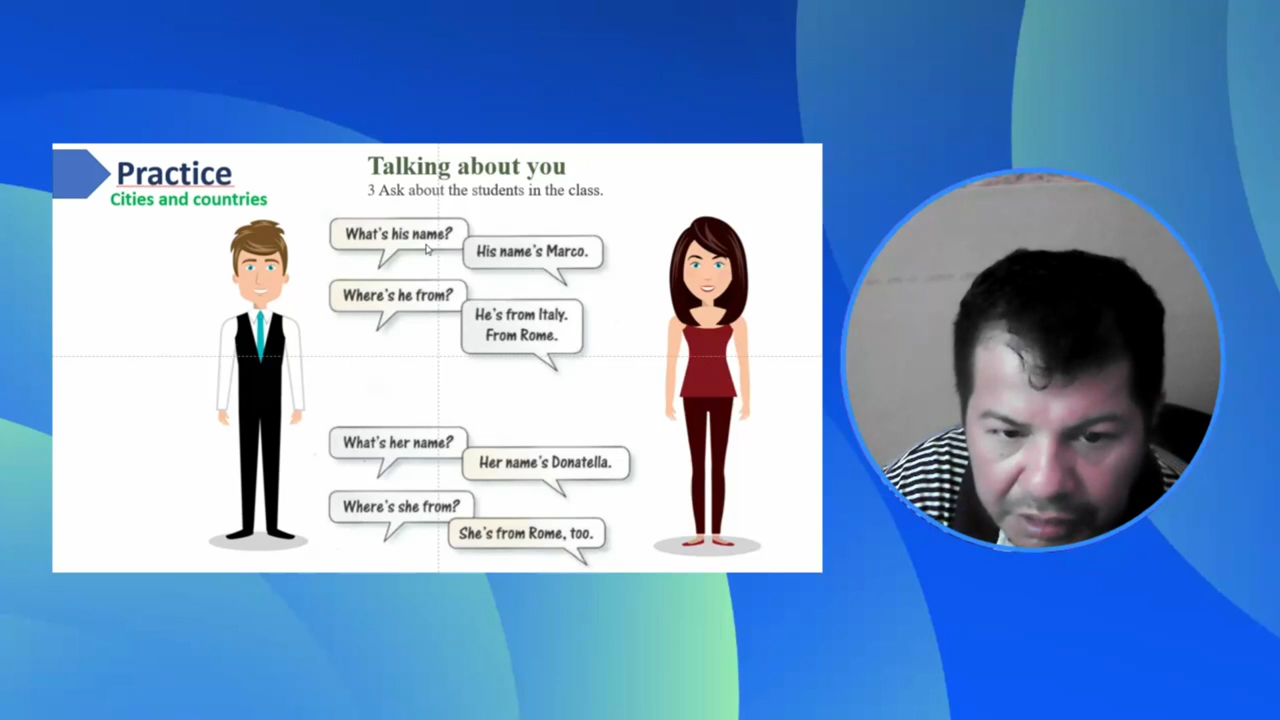 Practice
Cities and countries
Talking about you
3 Ask about the students in the class.
What's his name?
His name's Marco.
Where's he from?
He's from Italy.
From Rome.
What's her name?
Her name's Donatella.
Where's she from?
She's from Rome, too.